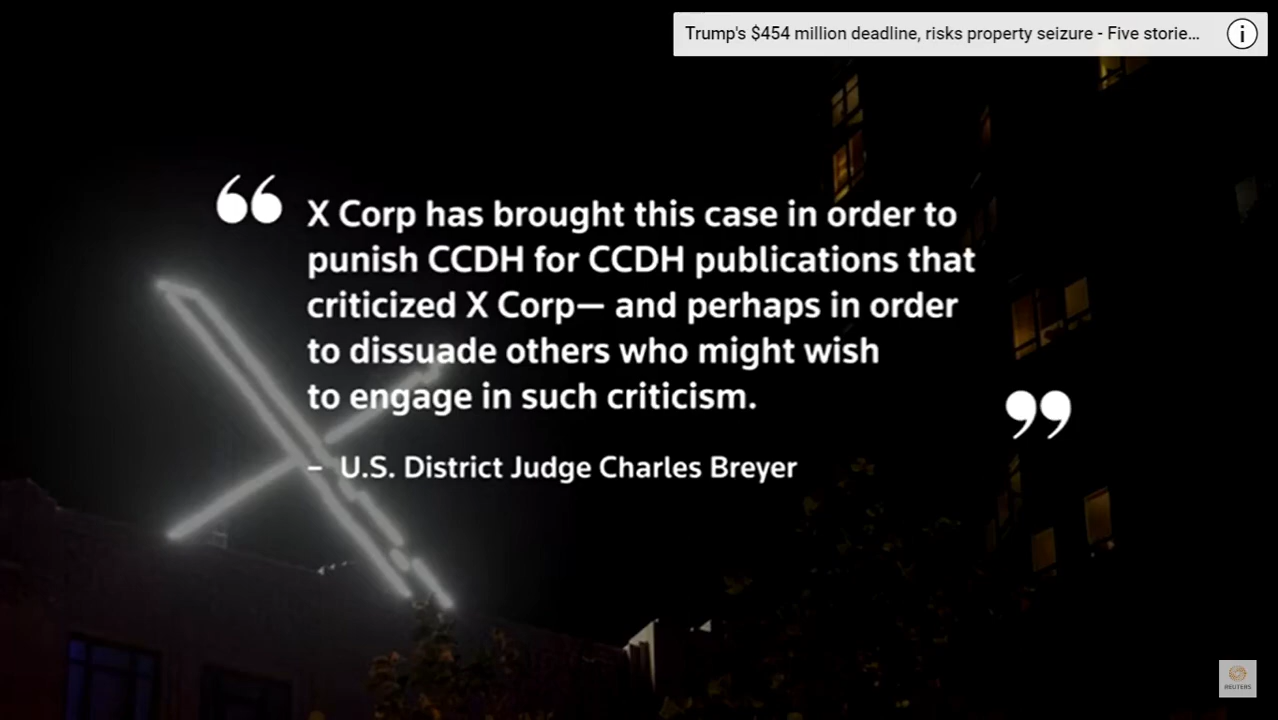 Trump's $454 million deadline, risks property seizure - Five storie...
“ X Corp has brought this case in order to
punish CCDH for CCDH publications that
criticized X Corp— and perhaps in order
to dissuade others who might wish
to engage in such criticism. ”
– U.S. District Judge Charles Breyer
REUTERS